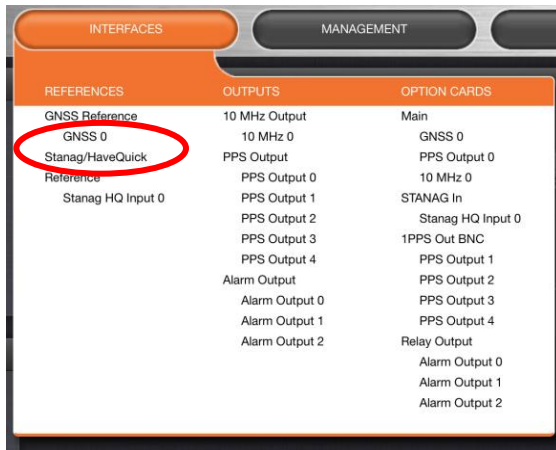 INTERFACES
MANAGEMENT
REFERENCES
GNSS Reference
GNSS 0
Stanag/HaveQuick
Reference
Stanag HQ Input 0
OUTPUTS
10 MHz Output
10 MHz 0
PPS Output
PPS Output 0
PPS Output 1
PPS Output 2
PPS Output 3
PPS Output 4
Alarm Output
Alarm Output 0
Alarm Output 1
Alarm Output 2
OPTION CARDS
Main
GNSS 0
PPS Output 0
10 MHz 0
STANAG In
Stanag HQ Input 0
1PPS Out BNC
PPS Output 1
PPS Output 2
PPS Output 3
PPS Output 4
Relay Output
Alarm Output 0
Alarm Output 1
Alarm Output 2